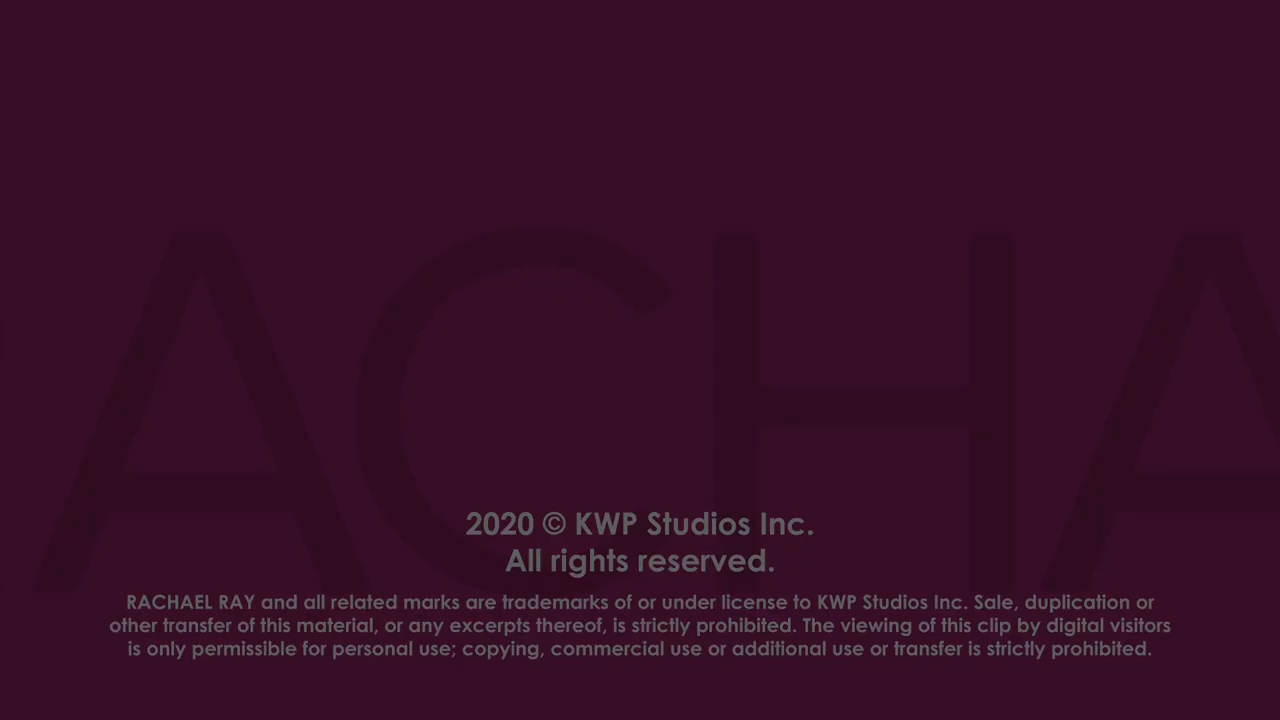 ACHA
2020 © KWP Studios Inc.
All rights reserved.
RACHAEL RAY and all related marks are trademarks of or under license to KWP Studios Inc. Sale, duplication or
other transfer of this material, or any excerpts thereof, is strictly prohibited. The viewing of this clip by digital visitors
is only permissible for personal use; copying, commercial use or additional use or transfer is strictly prohibited.